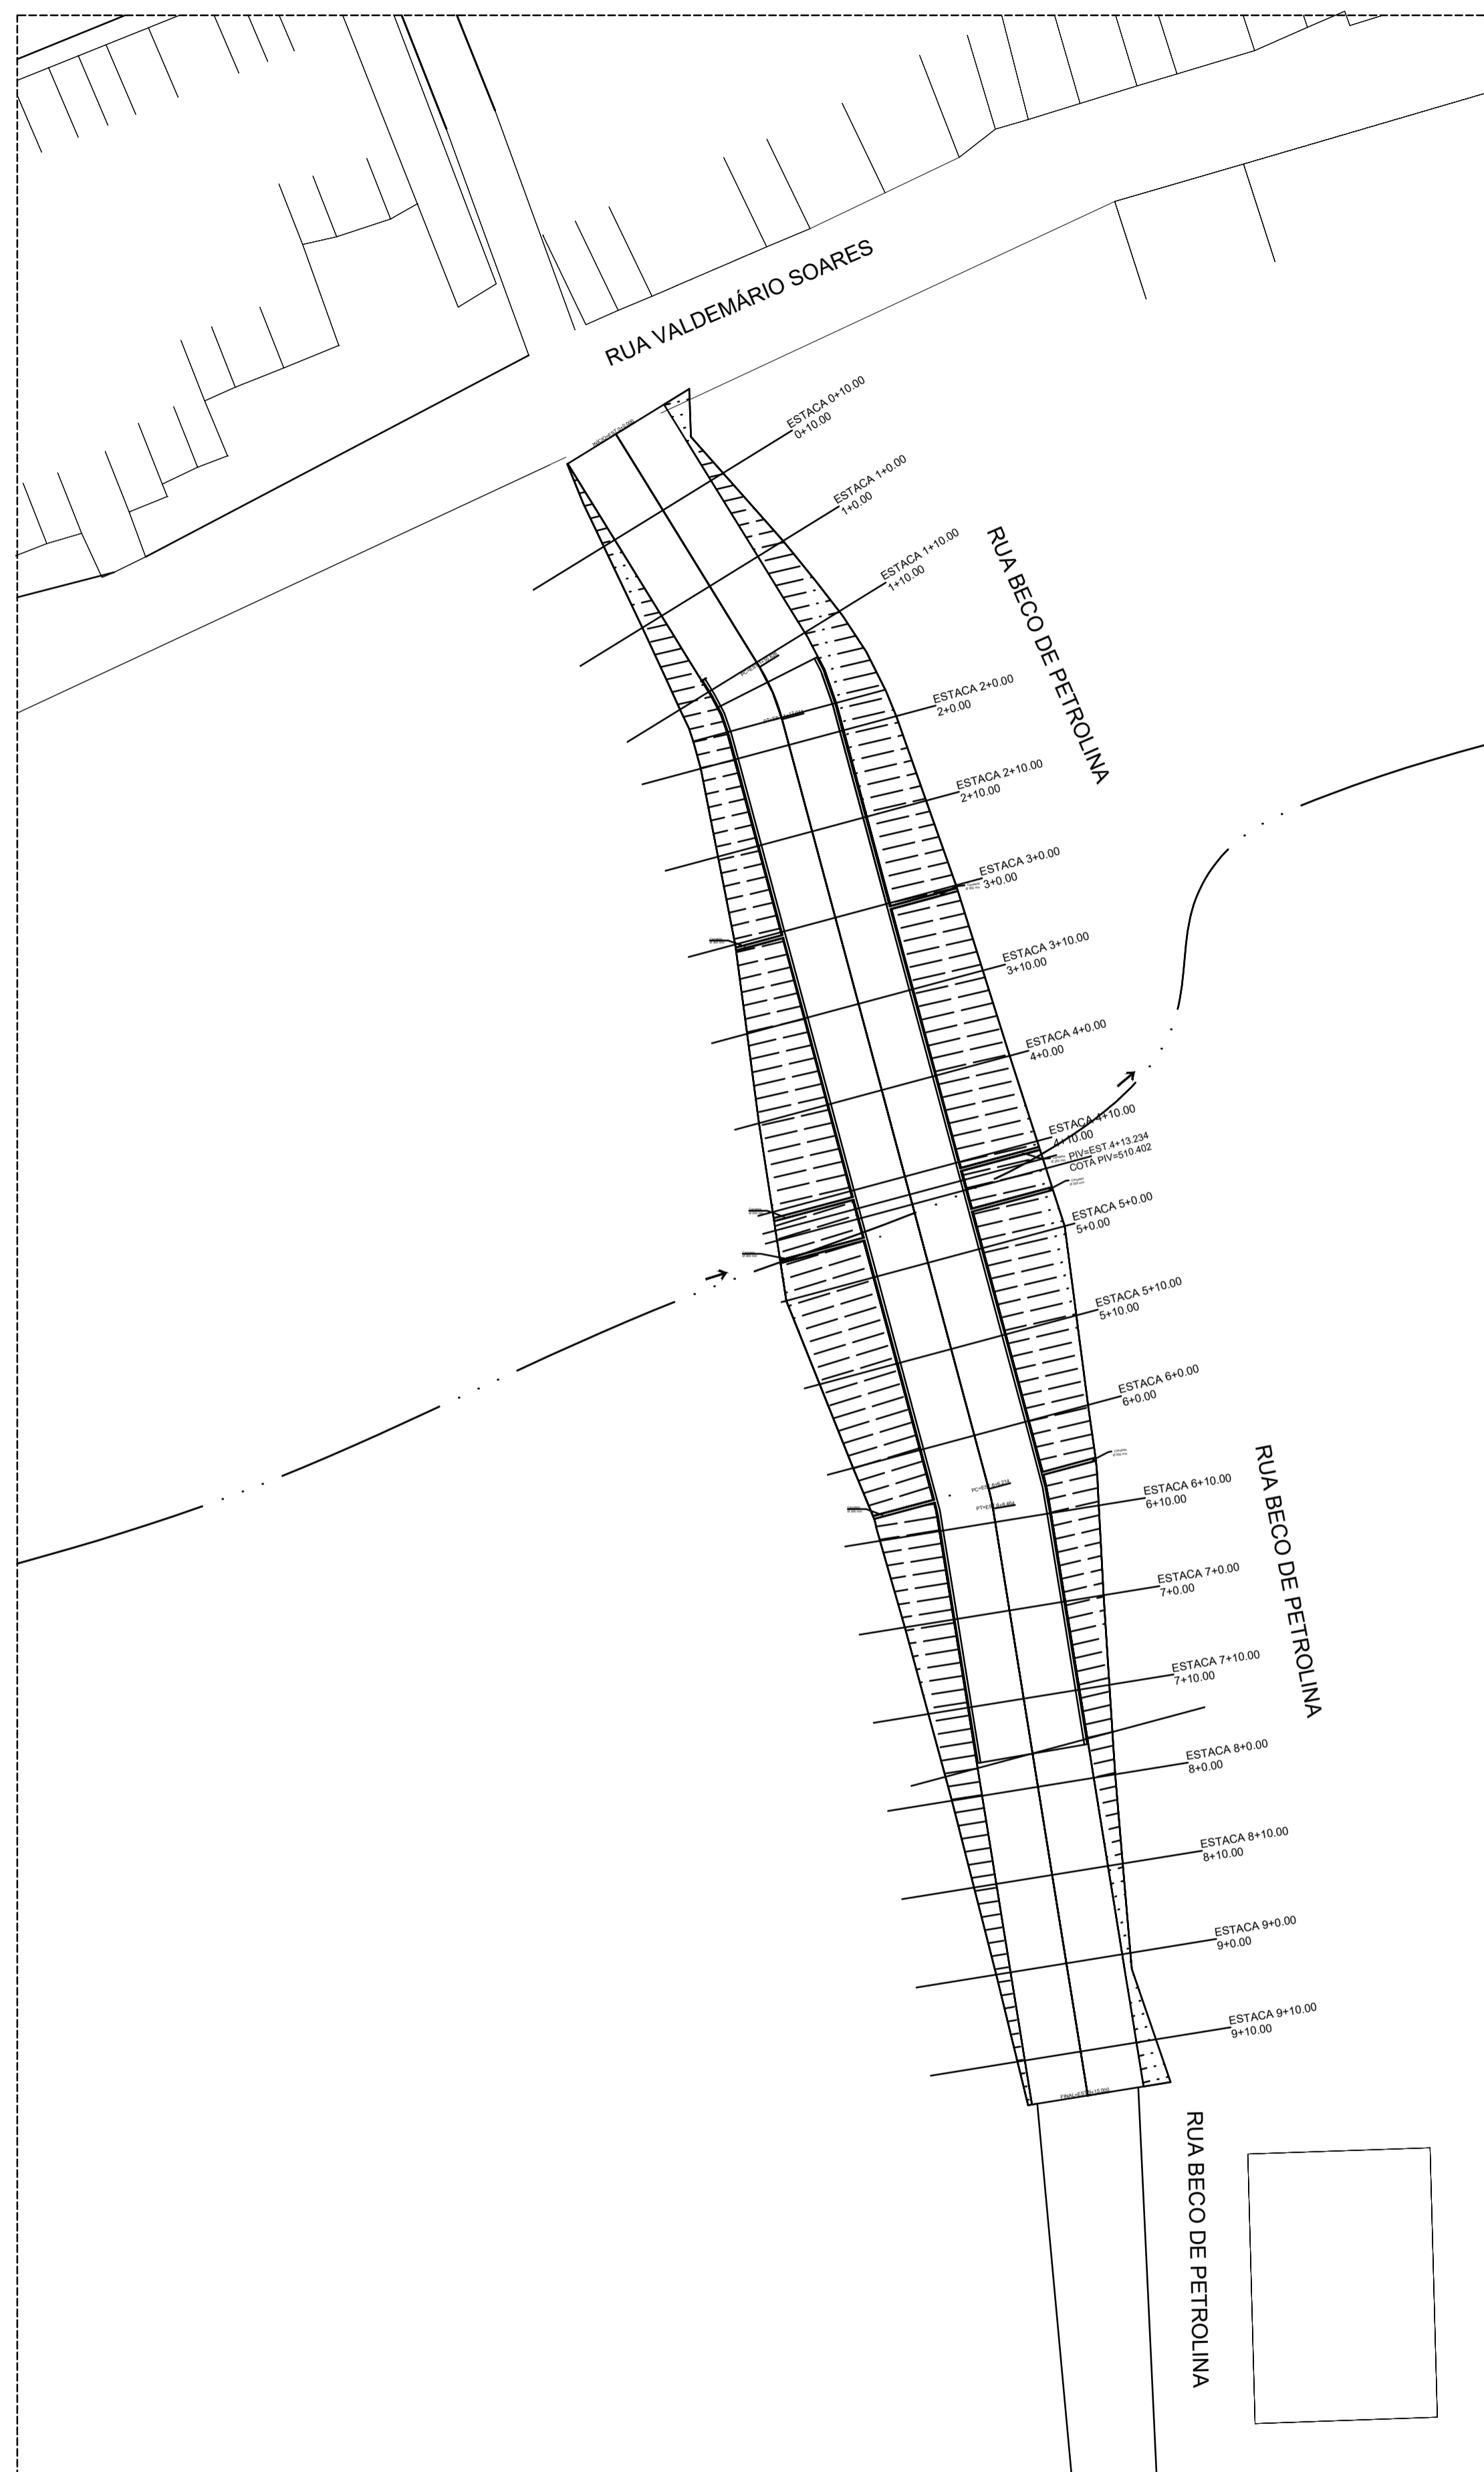 RUA VALDEMÁRIO SOARES
ESTACA 0+10.00
0+10.00
ESTACA 1+0.00
1+0.00
ESTACA 1+10.00
1+10.00
RUA BECO DE PETROLINA
ESTACA 2+0.00
2+0.00
ESTACA 2+10.00
2+10.00
ESTACA 3+0.00
3+0.00
ESTACA 3+10.00
3+10.00
ESTACA 4+0.00
4+0.00
ESTACA 4+10.00
4+10.00
PIV=EST.4+13.234
COTA PIV=510.402
ESTACA 5+0.00
5+0.00
ESTACA 5+10.00
5+10.00
ESTACA 6+0.00
6+0.00
RUA BECO DE PETROLINA
ESTACA 6+10.00
6+10.00
ESTACA 7+0.00
7+0.00
ESTACA 7+10.00
7+10.00
ESTACA 8+0.00
8+0.00
ESTACA 8+10.00
8+10.00
ESTACA 9+0.00
9+0.00
ESTACA 9+10.00
9+10.00
FINAL=EST.9+15.000
RUA BECO DE PETROLINA